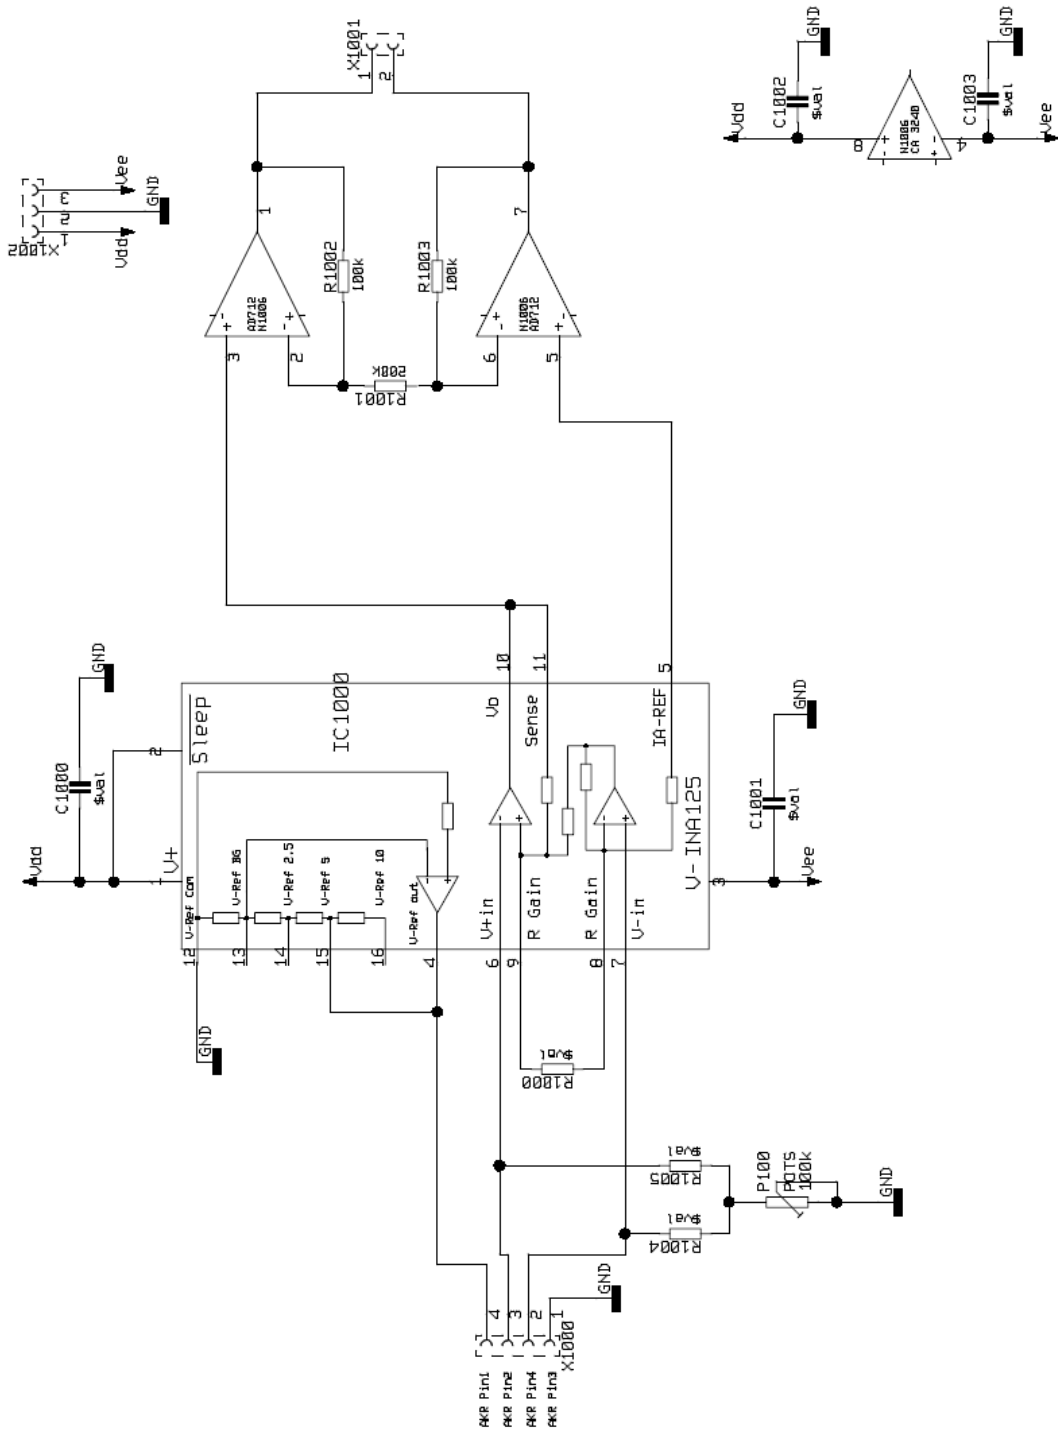 X1001
1
2
GND
C1002
$val
Vdd
8
N1006
CA 3240
4
GND
C1003
$val
Vee
X1002
3
2
1
Vee
GND
Vdd
1
AD712
N1006
3
2
R1002
100k
R1003
100k
7
N1006
AD712
6
5
200k
R1001
GND
C1000
$val
Vdd
2
Sleep
IC1000
10
11
5
Vo
Sense
IA-REF
GND
C1001
$val
Vee
1
V+
V-Ref Com
V-Ref BG
V-Ref 2.5
V-Ref 5
V-Ref 10
V-Ref out
V+in
R Gain
R Gain
V-in
V-
INA125
3
12
13
14
15
16
4
6
9
8
7
GND
$val
R1000
$val
R1005
$val
R1004
P100
POTS
100k
GND
GND
4
3
2
1
X1000
AKR Pin1
AKR Pin2
AKR Pin4
AKR Pin3